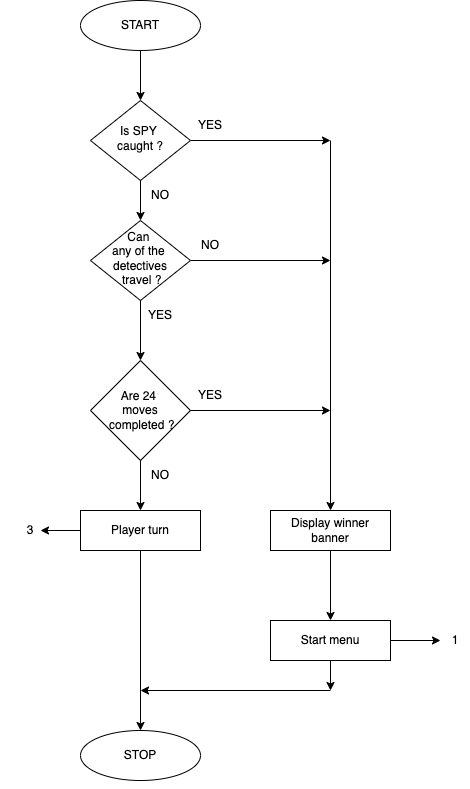 START
Is SPY
caught ?
YES
NO
Can
any of the
detectives
travel ?
NO
YES
Are 24
moves
completed ?
YES
NO
3
Player turn
Display winner
banner
Start menu
1
STOP